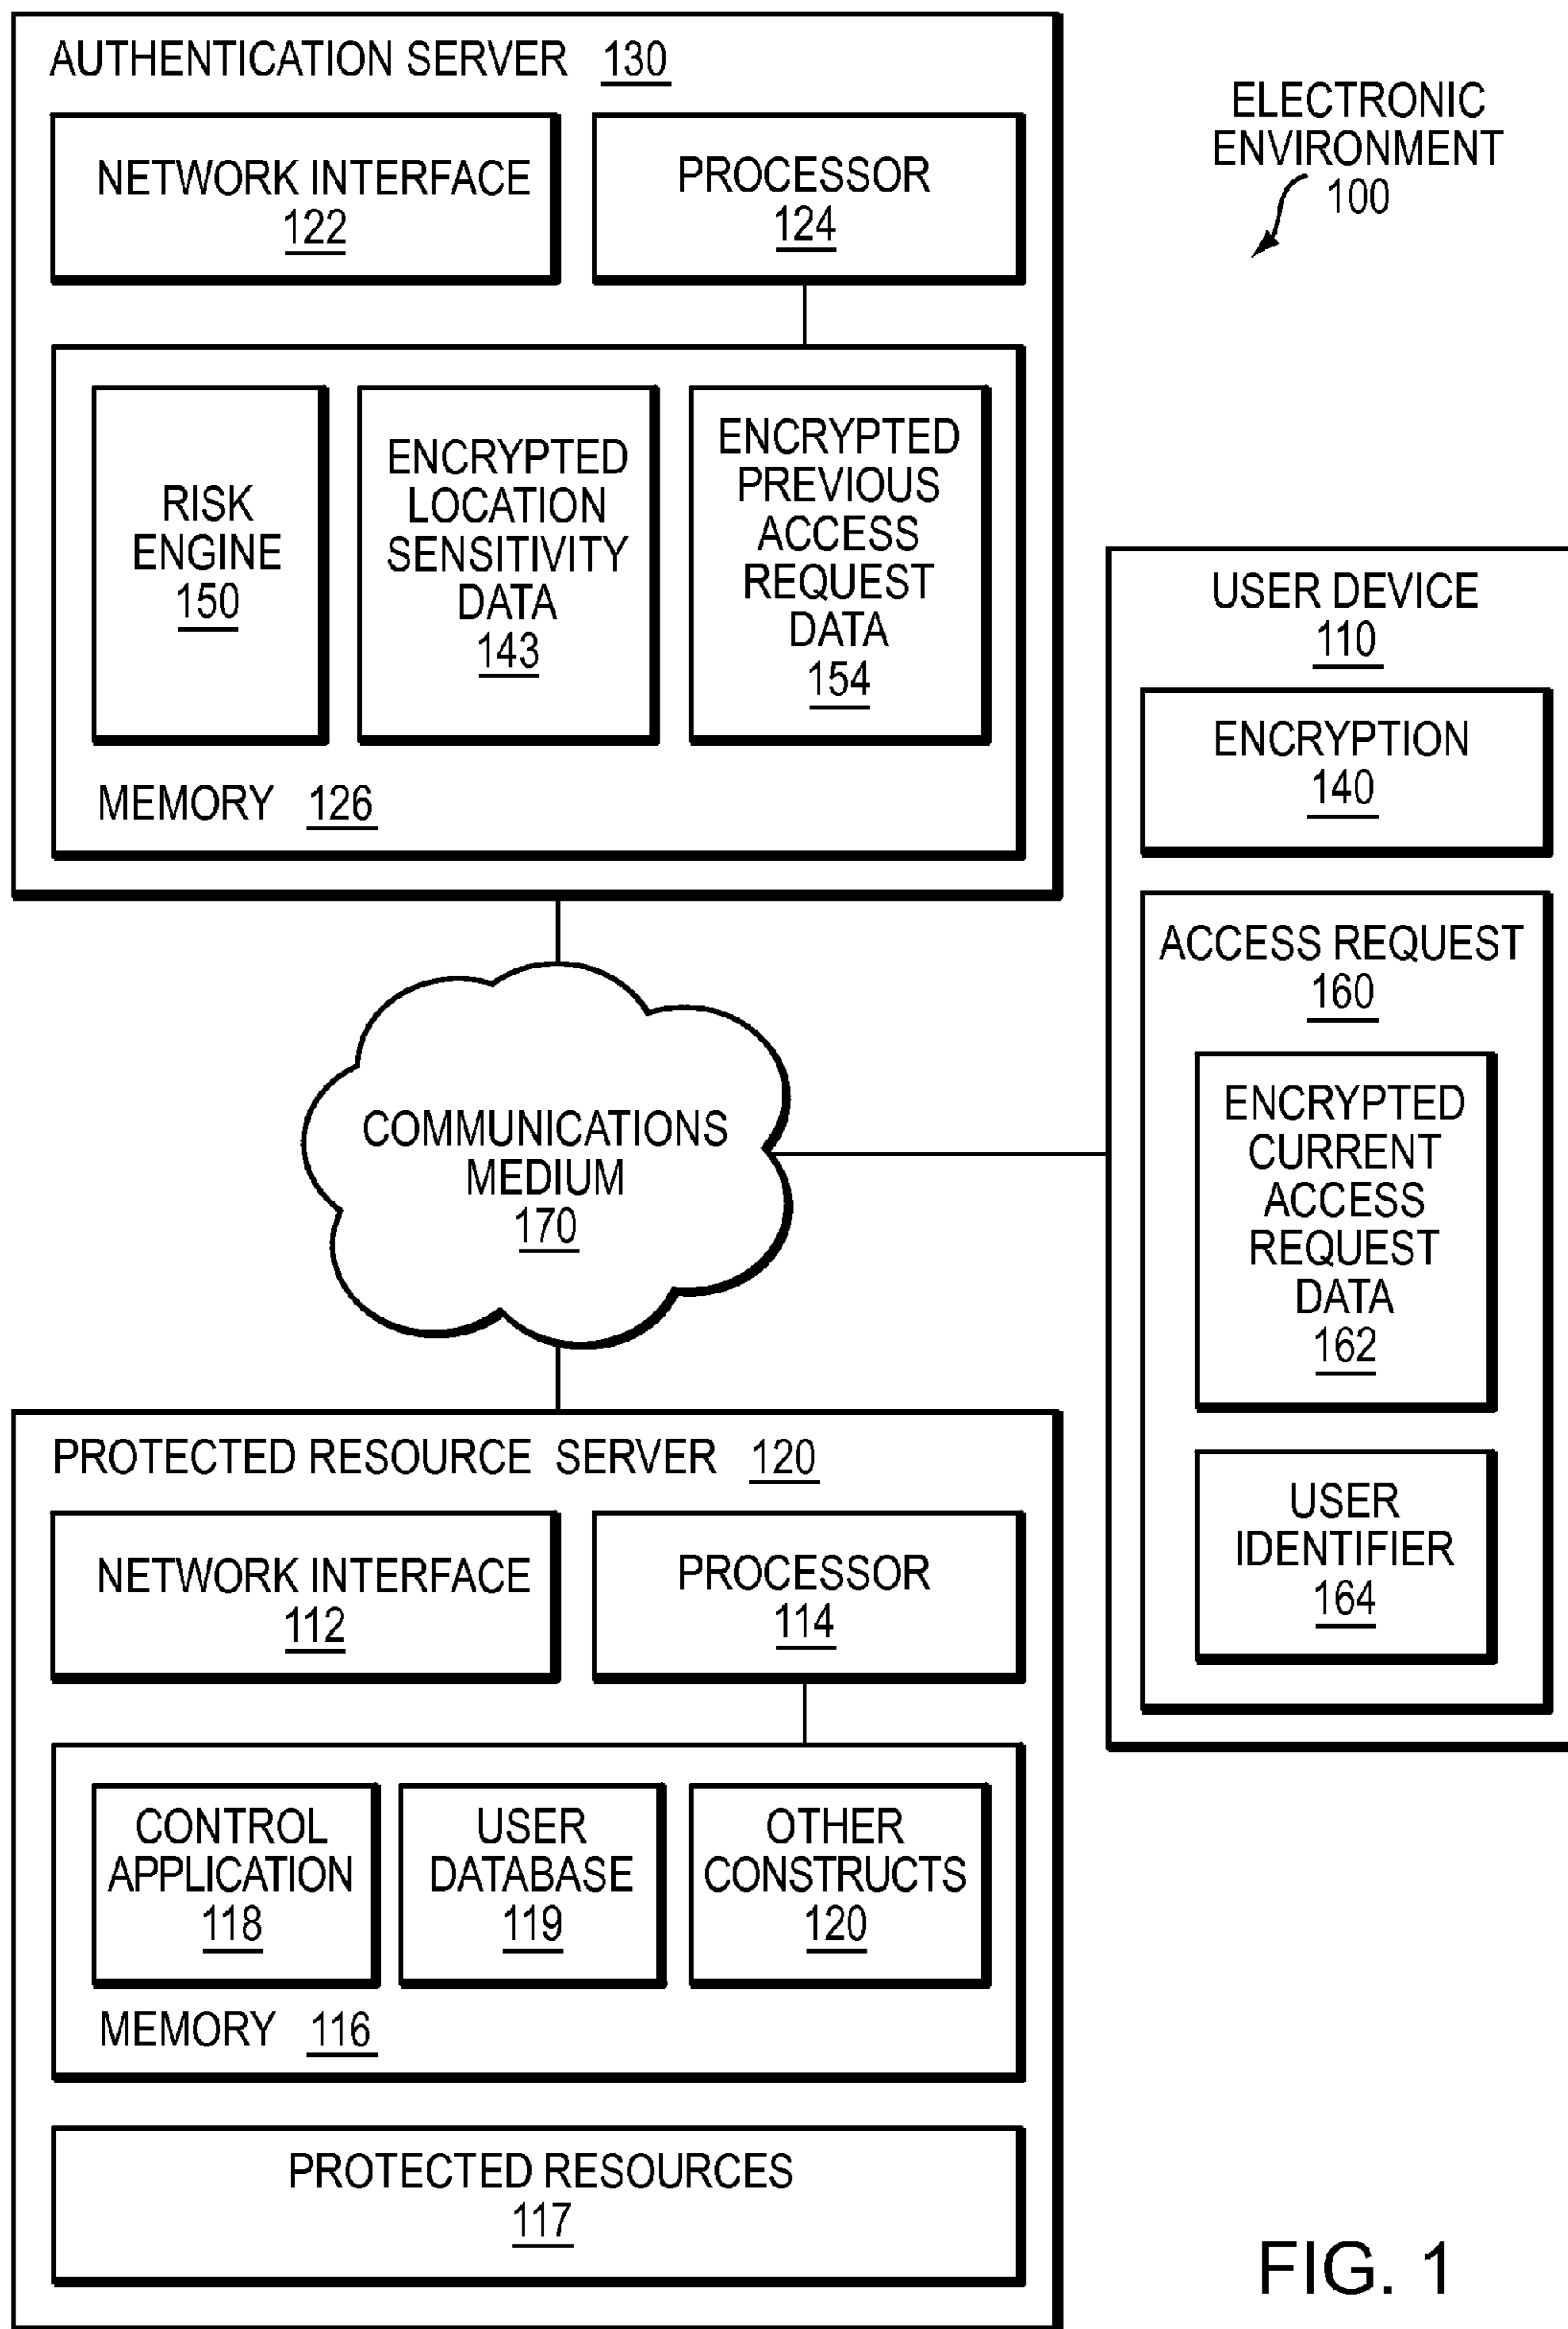 AUTHENTICATION SERVER 130
NETWORK INTERFACE
122
PROCESSOR
124
RISK
ENGINE
150
ENCRYPTED
LOCATION
SENSITIVITY
DATA
143
ENCRYPTED
PREVIOUS
ACCESS
REQUEST
DATA
154
MEMORY 126
ELECTRONIC
ENVIRONMENT
100
USER DEVICE
110
ENCRYPTION
140
ACCESS REQUEST
160
ENCRYPTED
CURRENT
ACCESS
REQUEST
DATA
162
USER
IDENTIFIER
164
COMMUNICATIONS
MEDIUM
170
PROTECTED RESOURCE SERVER 120
NETWORK INTERFACE
112
PROCESSOR
114
CONTROL
APPLICATION
118
USER
DATABASE
119
OTHER
CONSTRUCTS
120
MEMORY 116
PROTECTED RESOURCES
117
FIG. 1